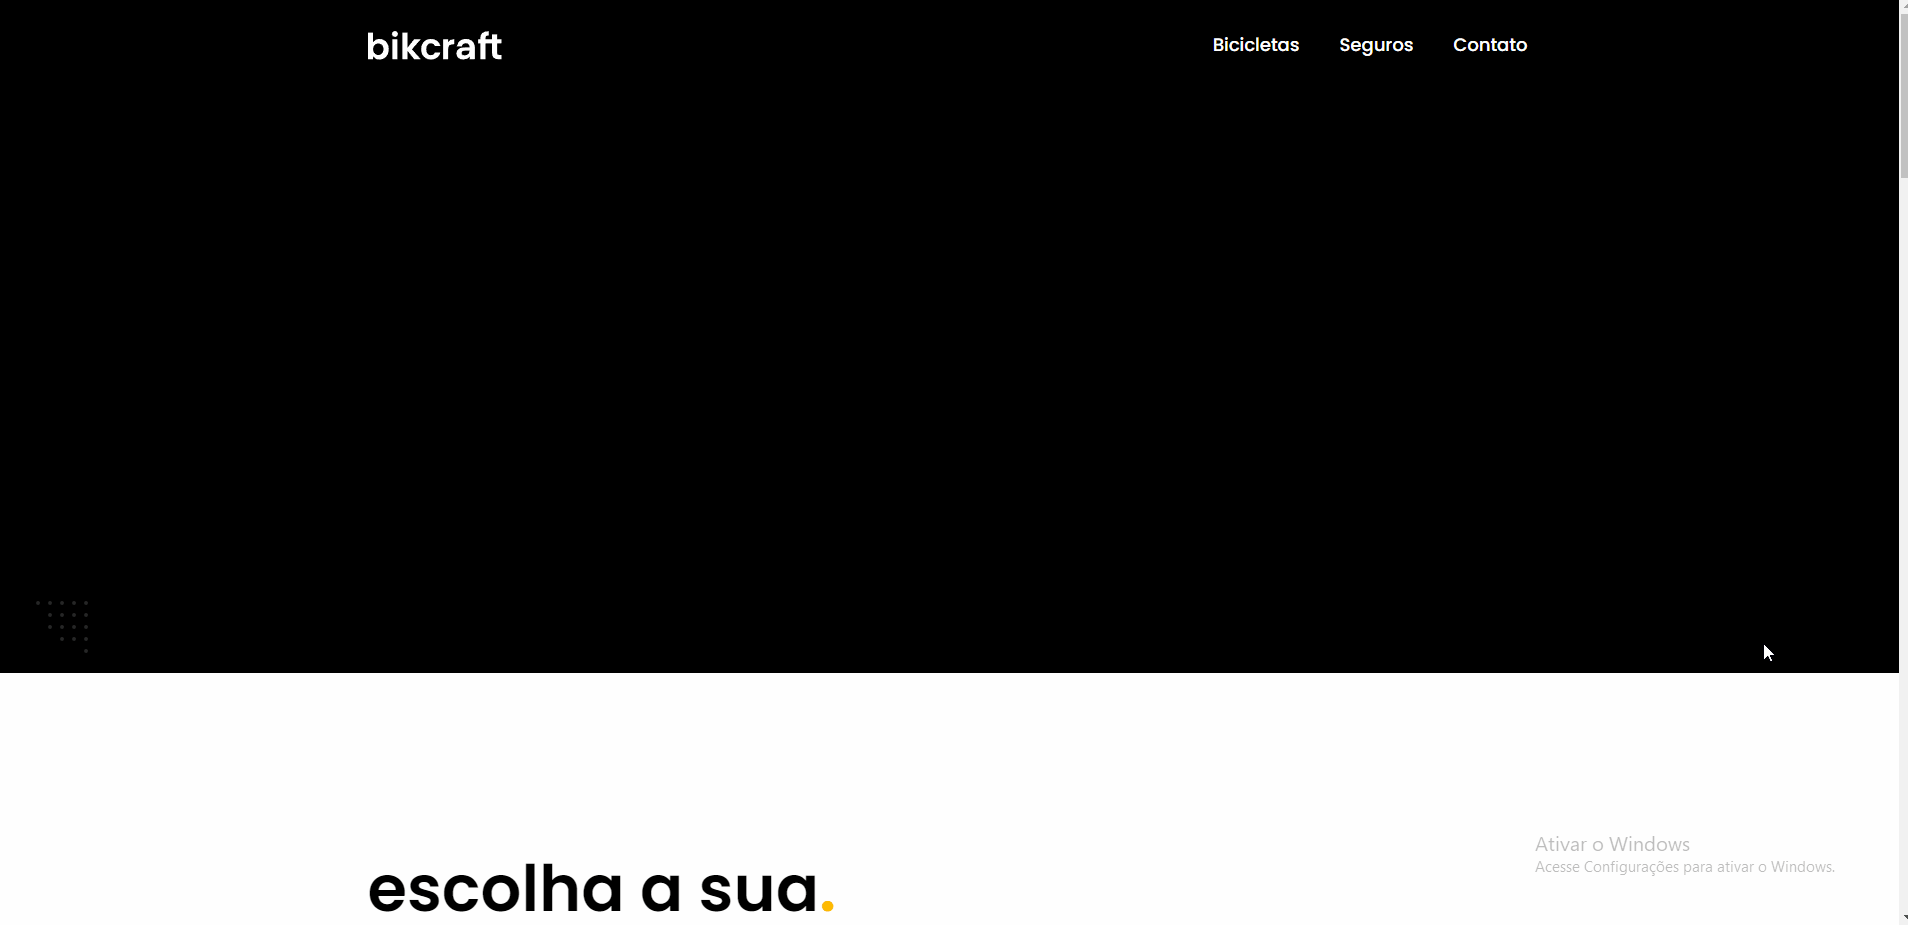 bikcraft
Bicicletas Seguros Contato
escolha a sua.
Ativar o Windows
Acesse Configurações para ativar o Windows.